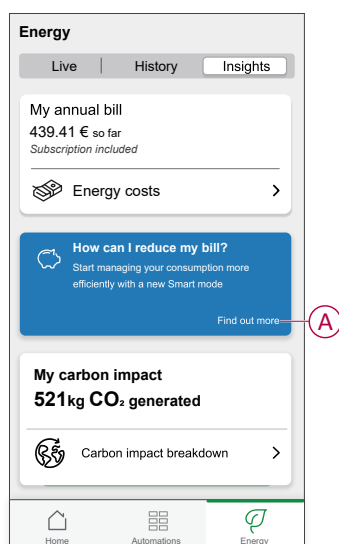 Energy
Live | History Insights
My annual bill
439.41 € so far
Subscription included
Energy costs
How can I reduce my bill?
Start managing your consumption more
efficiently with a new Smart mode
Find out more
A
My carbon impact
521kg CO₂ generated
Carbon impact breakdown
Home Automations Energy